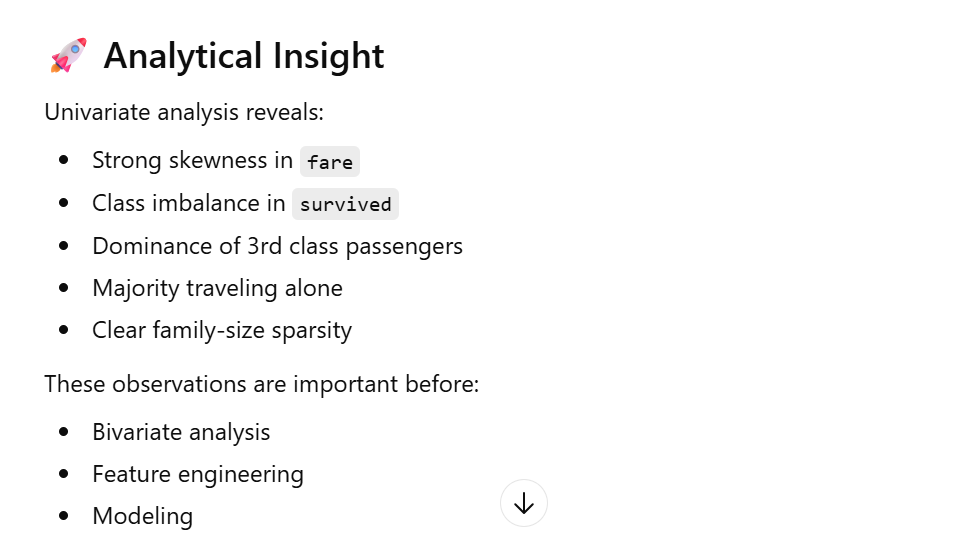 🚀 Analytical Insight
Univariate analysis reveals:
• Strong skewness in fare
• Class imbalance in survived
• Dominance of 3rd class passengers
• Majority traveling alone
• Clear family-size sparsity
These observations are important before:
• Bivariate analysis
• Feature engineering
• Modeling